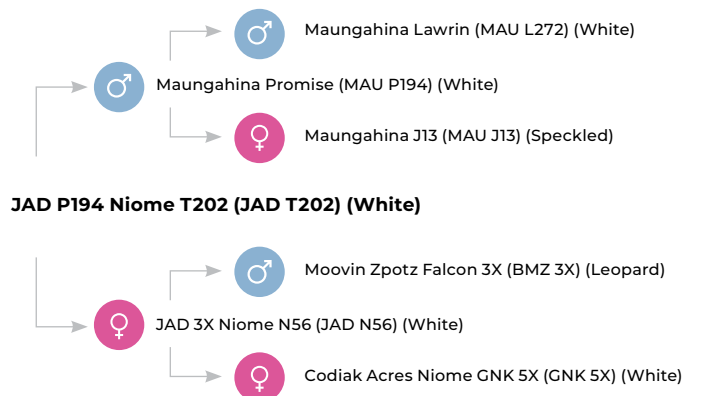 Maungahina Lawrin (MAU L272) (White)
Maungahina Promise (MAU P194) (White)
Maungahina J13 (MAU J13) (Speckled)
JAD P194 Niome T202 (JAD T202) (White)
Moovin Zpotz Falcon 3X (BMZ 3X) (Leopard)
JAD 3X Niome N56 (JAD N56) (White)
Codiak Acres Niome GNK 5X (GNK 5X) (White)